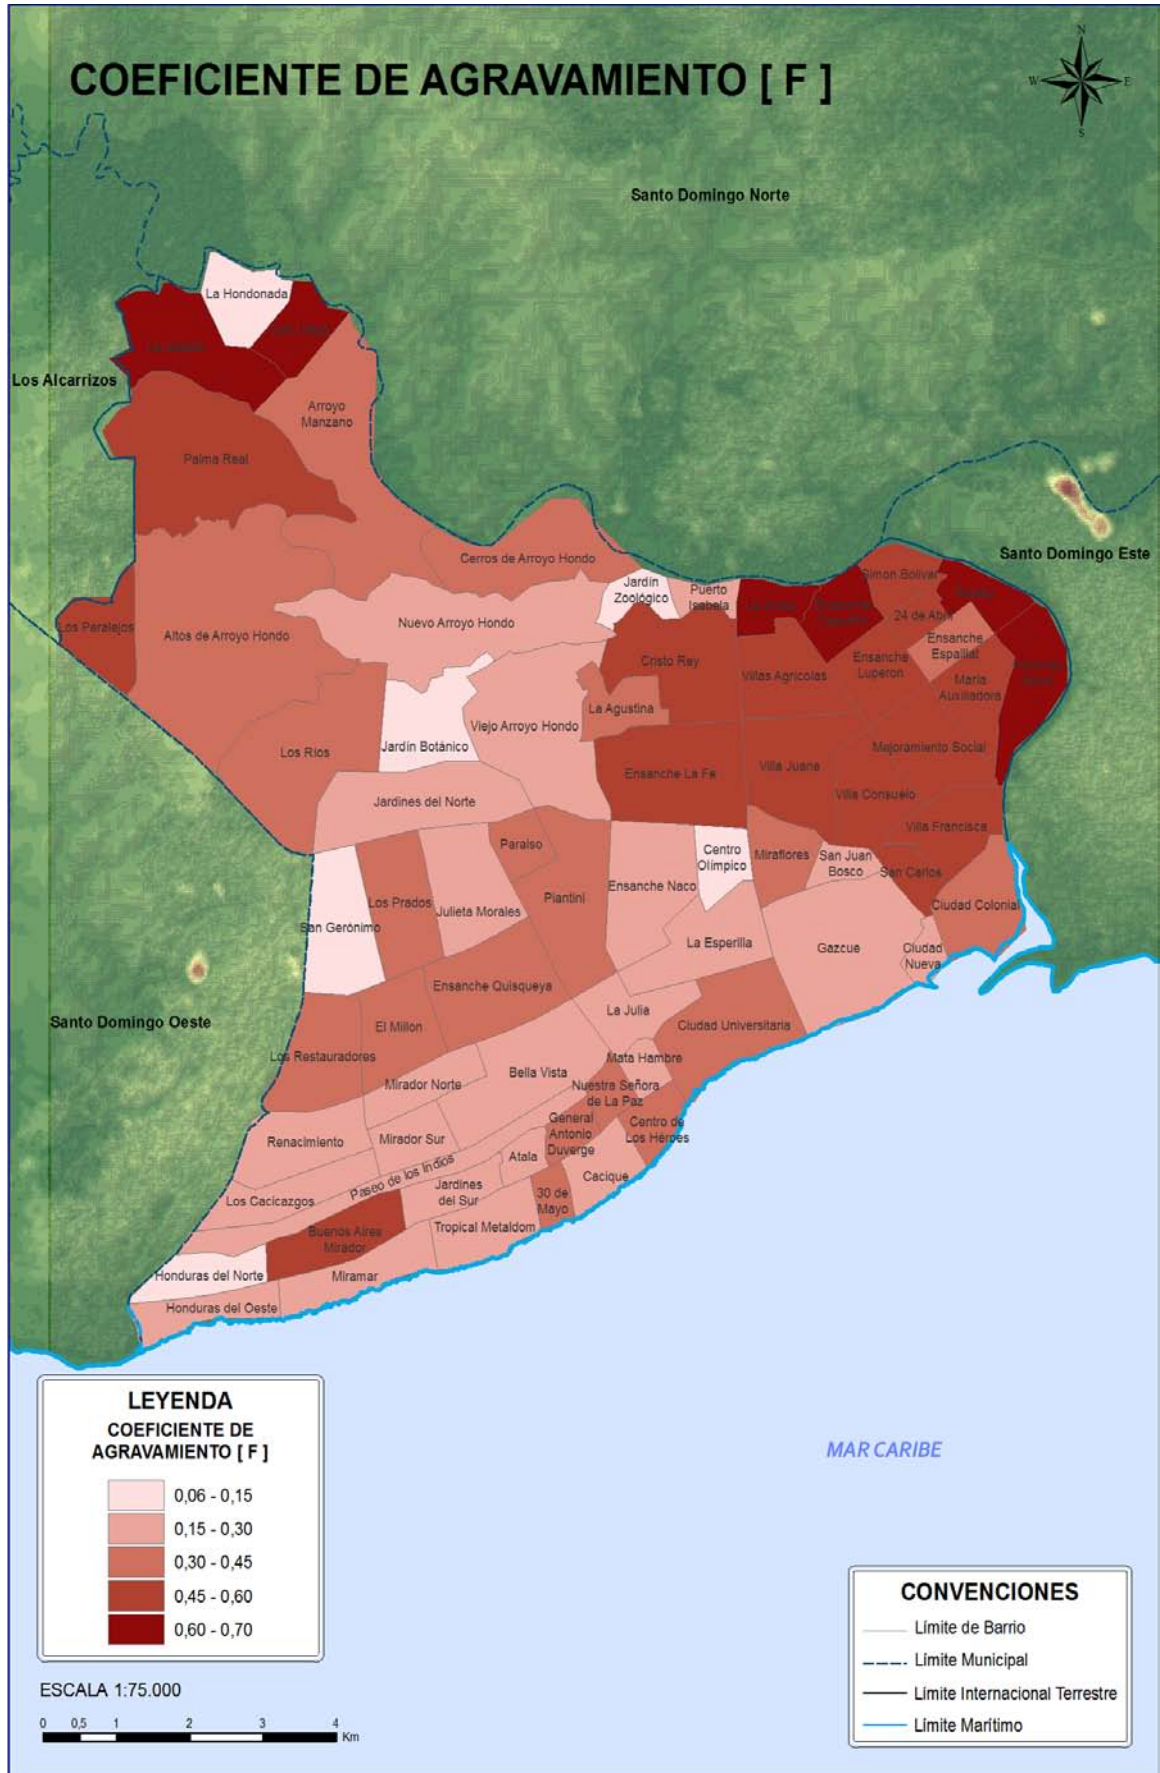 COEFICIENTE DE AGRAVAMIENTO [ F ]
N
W
E
S
Santo Domingo Norte
La Hondonada
Los Alcarrizos
Arroyo
Manzano
Palma Real
Santo Domingo Este
Cerros de Arroyo Hondo
Simon Bolivar
Jardín
Zoológico
Puerto
Isabela
24 de Abril
Los Peralejos
Altos de Arroyo Hondo
Nuevo Arroyo Hondo
Ensanche
Espaillat
Cristo Rey
Villas Agrícolas
Ensanche
Luperon
María
Auxiliadora
La Agustina
Viejo Arroyo Hondo
Los Ríos
Jardín Botánico
Mejoramiento Social
Ensanche La Fe
Villa Juana
Villa Consuelo
Jardines del Norte
Villa Francisca
Paraíso
Centro
Olímpico
Miraflores
San Juan
Bosco
San Carlos
Ensanche Naco
Piantini
Los Prados
Julieta Morales
Ciudad Colonial
San Gerónimo
La Esperilla
Gazcue
Ciudad
Nueva
Ensanche Quisqueya
La Julia
Ciudad Universitaria
El Millon
Santo Domingo Oeste
Los Restauradores
Mata Hambre
Bella Vista
Mirador Norte
Nuestra Señora
de La Paz
General
Antonio
Duverge
Centro de
Los Héroes
Renacimiento
Mirador Sur
Atala
Cacique
Paseo de los Indios
Jardines
del Sur
30 de
Mayo
Los Cacicazgos
Tropical Metaldom
Buenos Aires
Mirador
Honduras del Norte
Miramar
Honduras del Oeste
LEYENDA
COEFICIENTE DE
AGRAVAMIENTO [ F ]
0,06 - 0,15
0,15 - 0,30
0,30 - 0,45
0,45 - 0,60
0,60 - 0,70
MAR CARIBE
ESCALA 1:75.000
0 0,5 1 2 3 4
Km
CONVENCIONES
Límite de Barrio
Límite Municipal
Límite Internacional Terrestre
Límite Marítimo